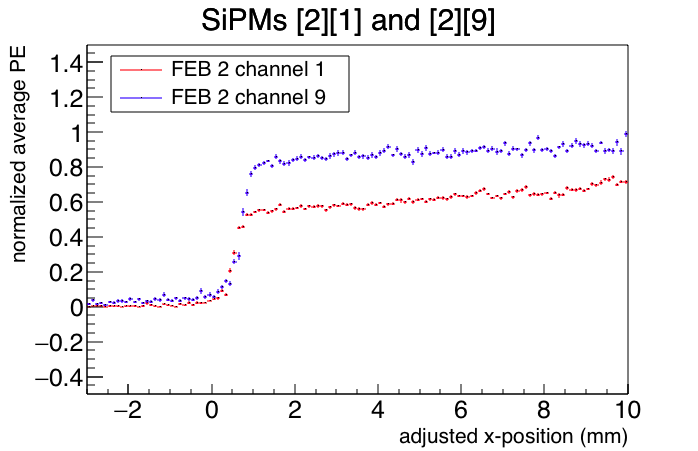 SiPMs [2][1] and [2][9]
normalized average PE
FEB 2 channel 1
FEB 2 channel 9
1.4
1.2
1
0.8
0.6
0.4
0.2
0
−0.2
−0.4
−2 0 2 4 6 8 10
adjusted x-position (mm)